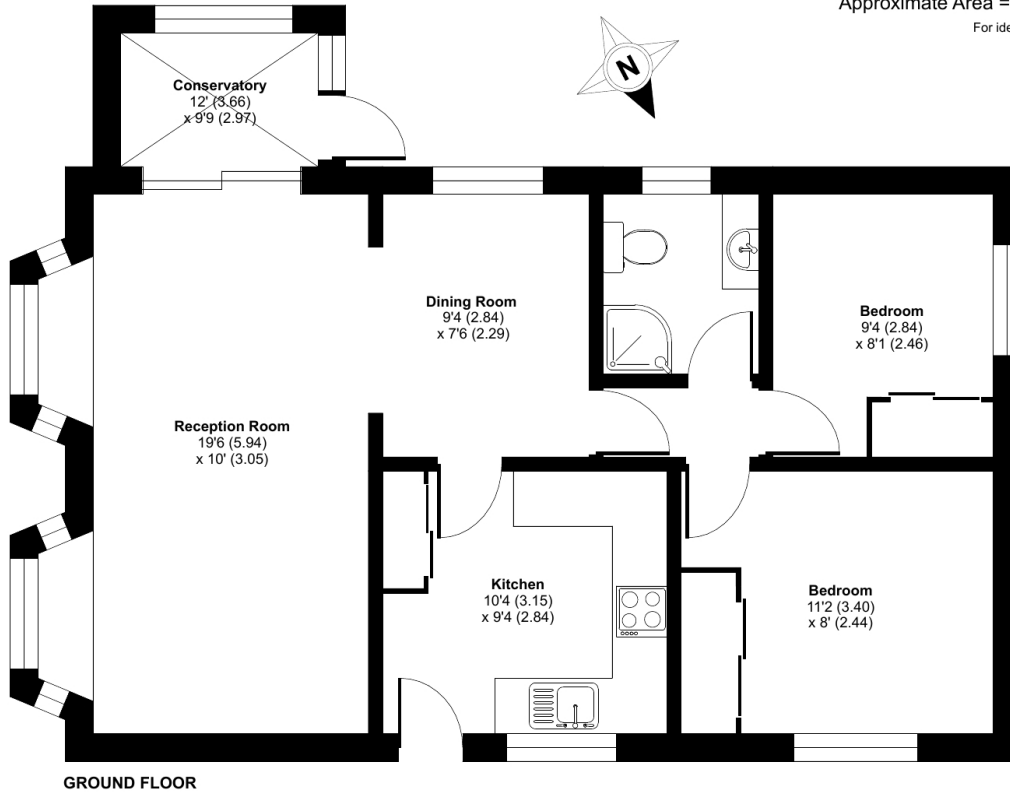 Approximate Area =
For ide
N
Conservatory
12' (3.66)
x 9'9 (2.97)
Dining Room
9'4 (2.84)
x 7'6 (2.29)
Bedroom
9'4 (2.84)
x 8'1 (2.46)
Reception Room
19'6 (5.94)
x 10' (3.05)
Kitchen
10'4 (3.15)
x 9'4 (2.84)
Bedroom
11'2 (3.40)
x 8' (2.44)
GROUND FLOOR